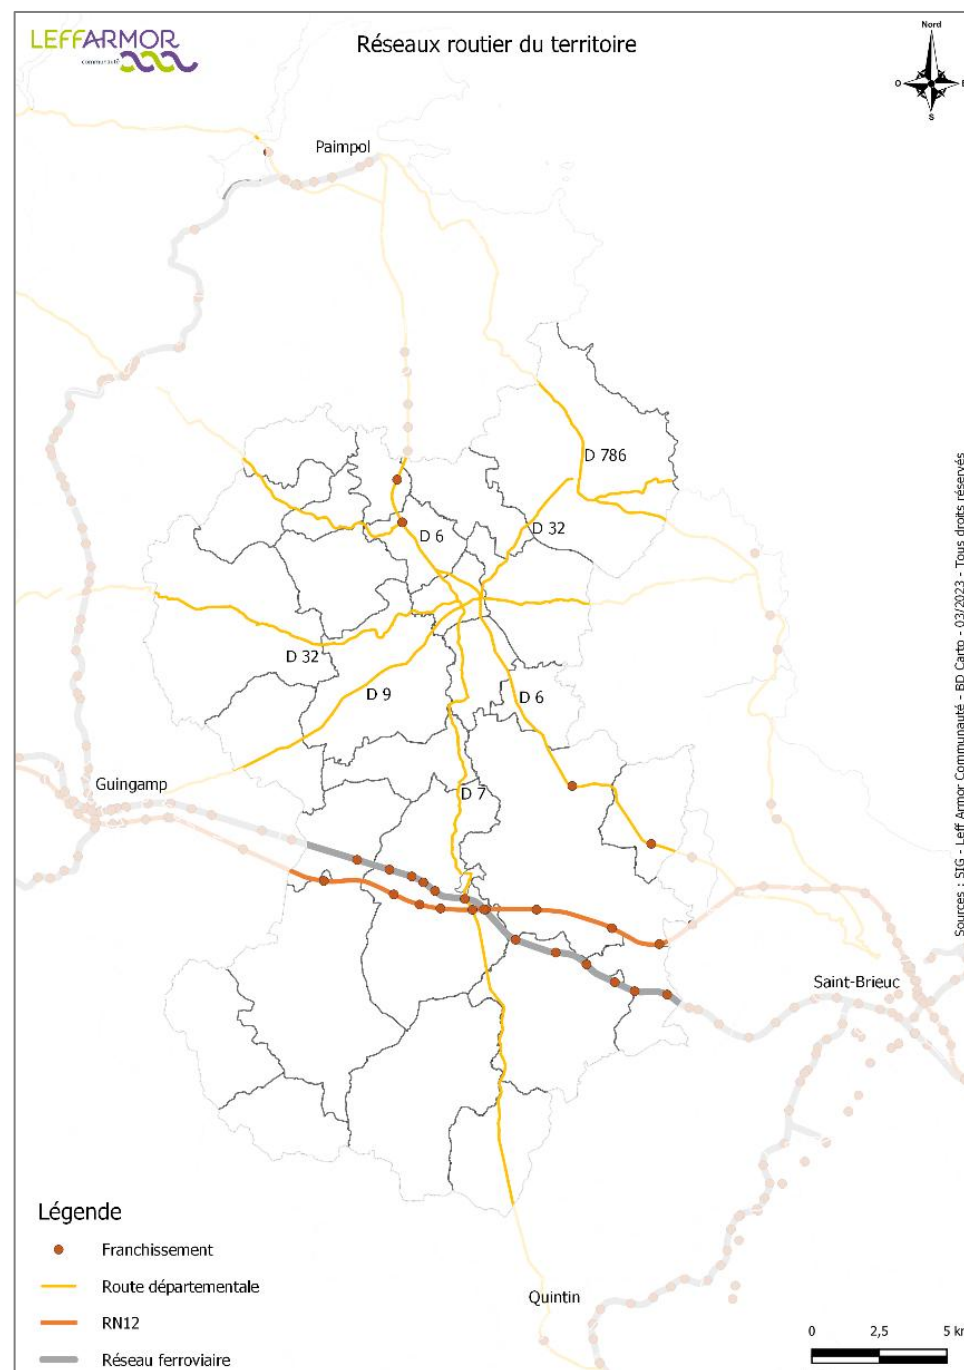 LEFFARMOR
communauté
Réseaux routier du territoire
Nord
O
E
S
Paimpol
D 786
D 6
D 32
D 32
D 9
D 6
Guingamp
D 7
Saint-Brieuc
Quintin
Sources : SIG - Leff Armor Communauté - BD Carto - 03/2023 - Tous droits réservés
Légende
Franchissement
Route départementale
RN12
Réseau ferroviaire
0 2,5 5 km